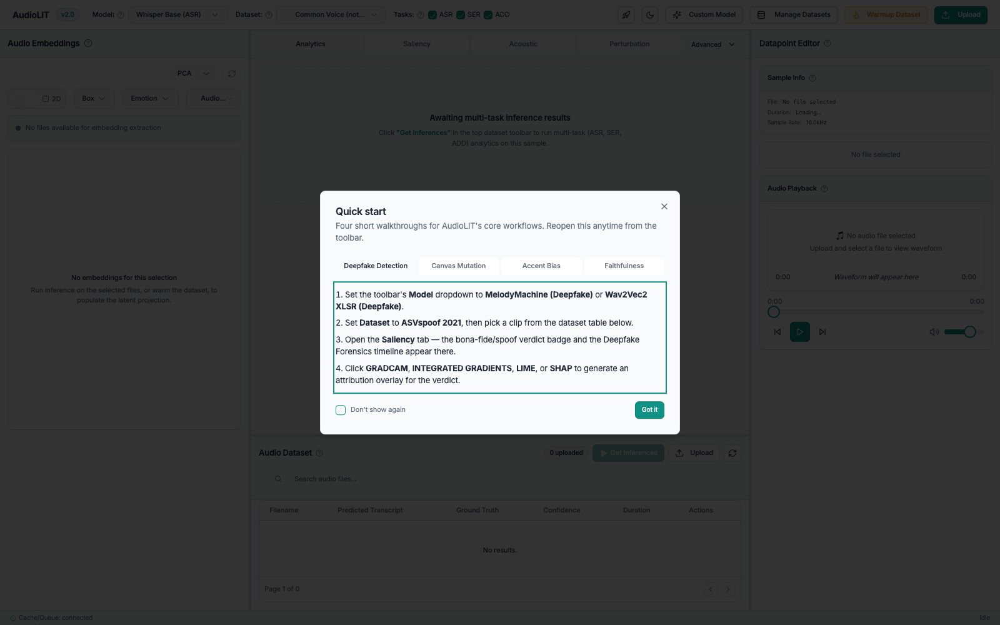 AudioLIT v2.0 Model: Whisper Base (ASR) Dataset: Common Voice (not... Tasks: ASR SER ADD Custom Model Manage Datasets Warmup Dataset Upload
Audio Embeddings
PCA
2D Box Emotion Audio...
No files available for embedding extraction
No embeddings for this selection
Run inference on the selected files, or warm the dataset, to
populate the latent projection.
Analytics Saliency Acoustic Perturbation Advanced
Awaiting multi-task inference results
Click "Get Inferences" in the top dataset toolbar to run multi-task (ASR, SER,
ADD) analytics on this sample.
Quick start
Four short walkthroughs for AudioLIT's core workflows. Reopen this anytime from the
toolbar.
Deepfake Detection Canvas Mutation Accent Bias Faithfulness
1. Set the toolbar's Model dropdown to MelodyMachine (Deepfake) or Wav2Vec2
XLSR (Deepfake).
2. Set Dataset to ASVspoof 2021, then pick a clip from the dataset table below.
3. Open the Saliency tab — the bona-fide/spoof verdict badge and the Deepfake
Forensics timeline appear there.
4. Click GRADCAM, INTEGRATED GRADIENTS, LIME, or SHAP to generate an
attribution overlay for the verdict.
Don't show again Got it
Audio Dataset 0 uploaded Get Inferences Upload
Search audio files...
Filename Predicted Transcript Ground Truth Confidence Duration Actions
No results.
Page 1 of 0
Datapoint Editor
Sample Info
File: No file selected
Duration: Loading...
Sample Rate: 16.0kHz
No file selected
Audio Playback
No audio file selected
Upload and select a file to view waveform
0:00 Waveform will appear here 0:00
0:00 0:00
Cache/Queue: connected Idle